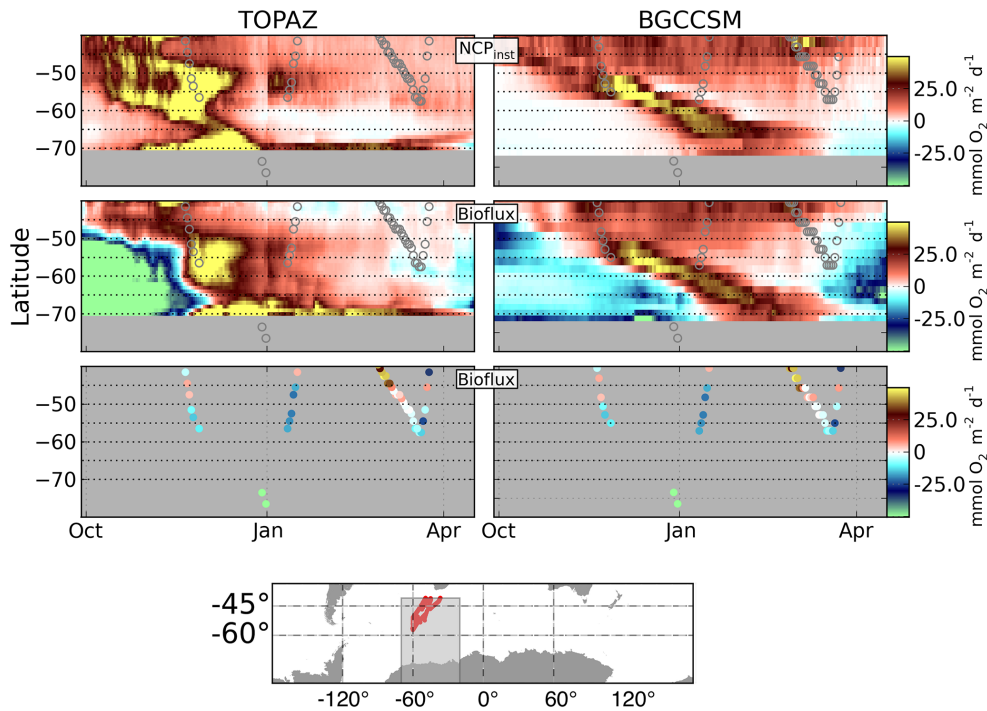 TOPAZ BGCCSM
NCPinst
−50
−60
−70
25.0
0
-25.0
mmol O2 m-2 d-1
Bioflux
Latitude
−50
−60
−70
25.0
0
-25.0
mmol O2 m-2 d-1
Bioflux
−50
−60
−70
25.0
0
-25.0
mmol O2 m-2 d-1
Oct Jan Apr Oct Jan Apr
-45°
-60°
-120° -60° 0° 60° 120°